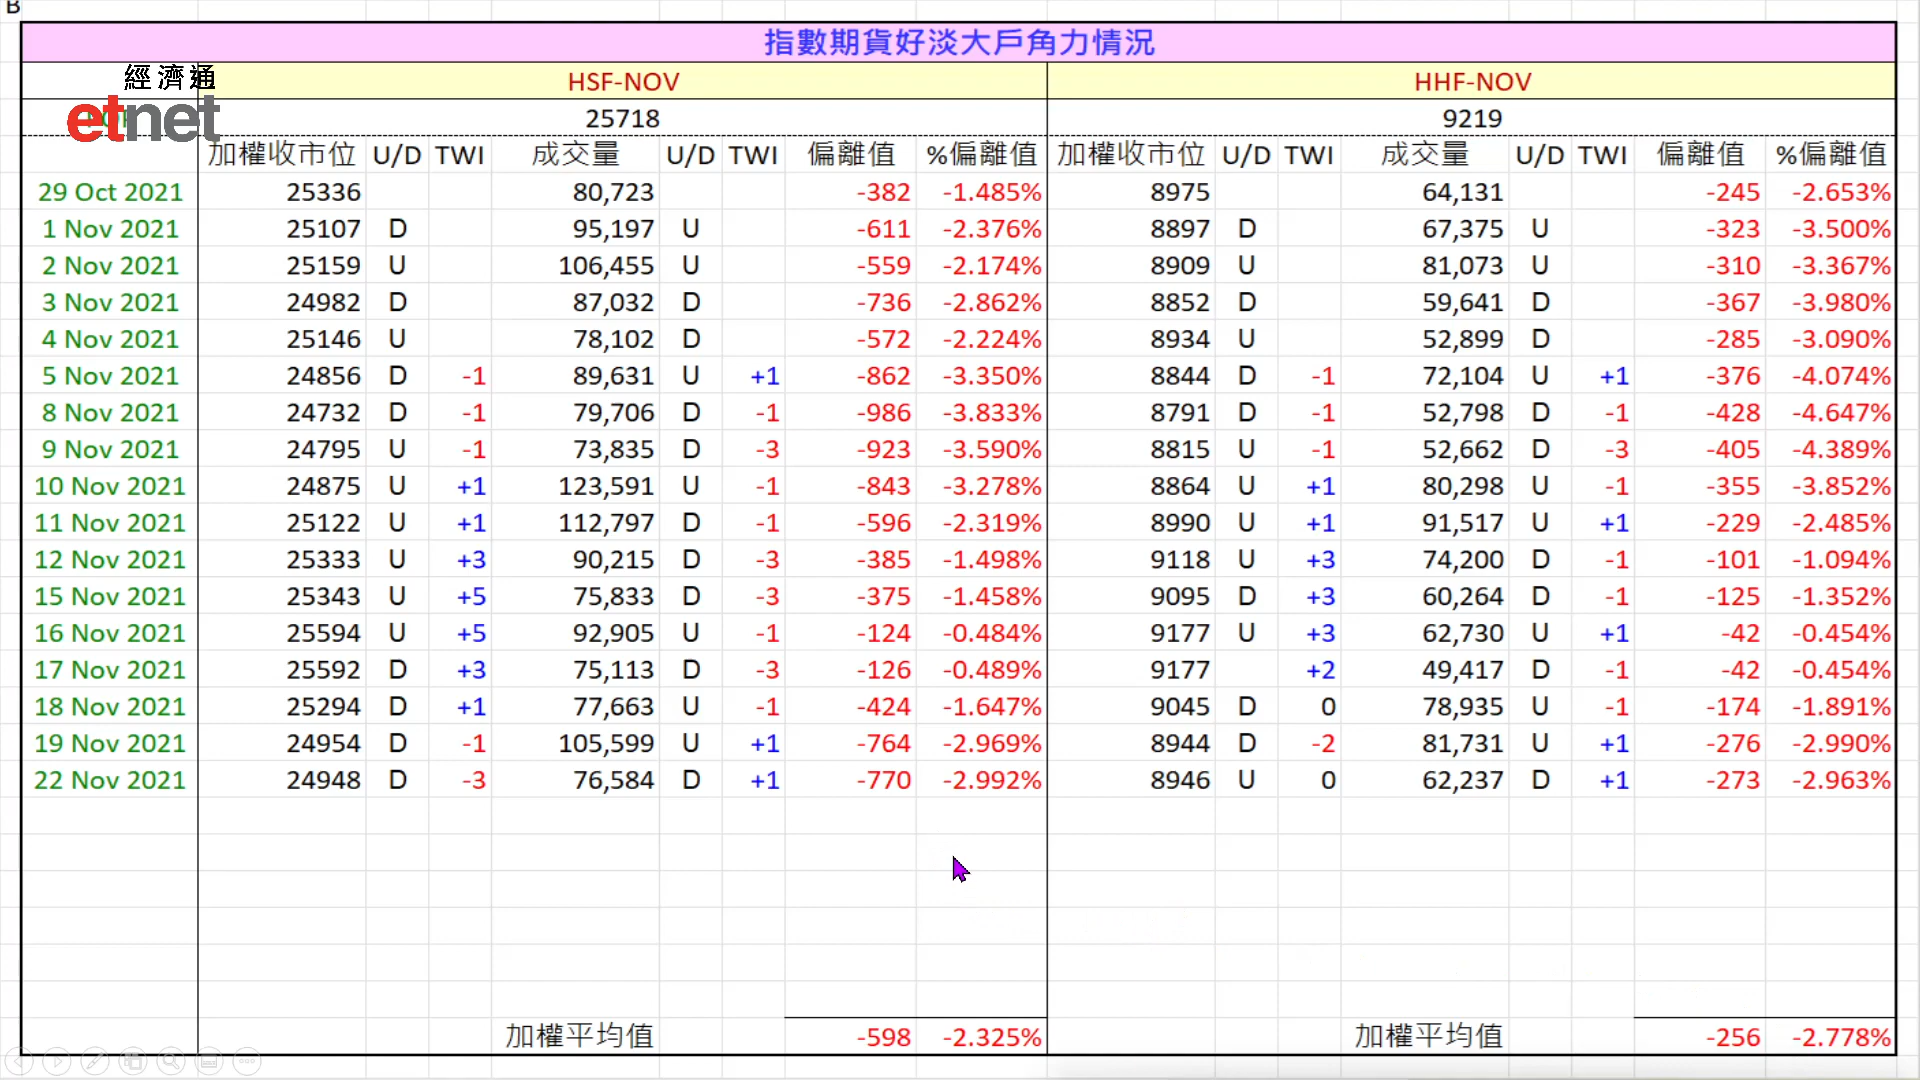 B
指數期貨好淡大戶角力情況
經濟通
etnet
HSF-NOV HHF-NOV
25718 9219
加權收市位 U/D TWI 成交量 U/D TWI 偏離值 %偏離值 加權收市位 U/D TWI 成交量 U/D TWI 偏離值 %偏離值
29 Oct 2021 25336 80,723 -382 -1.485% 8975 64,131 -245 -2.653%
1 Nov 2021 25107 D 95,197 U -611 -2.376% 8897 D 67,375 U -323 -3.500%
2 Nov 2021 25159 U 106,455 U -559 -2.174% 8909 U 81,073 U -310 -3.367%
3 Nov 2021 24982 D 87,032 D -736 -2.862% 8852 D 59,641 D -367 -3.980%
4 Nov 2021 25146 U 78,102 D -572 -2.224% 8934 U 52,899 D -285 -3.090%
5 Nov 2021 24856 D -1 89,631 U +1 -862 -3.350% 8844 D -1 72,104 U +1 -376 -4.074%
8 Nov 2021 24732 D -1 79,706 D -1 -986 -3.833% 8791 D -1 52,798 D -1 -428 -4.647%
9 Nov 2021 24795 U -1 73,835 D -3 -923 -3.590% 8815 U -1 52,662 D -3 -405 -4.389%
10 Nov 2021 24875 U +1 123,591 U -1 -843 -3.278% 8864 U +1 80,298 U -1 -355 -3.852%
11 Nov 2021 25122 U +1 112,797 D -1 -596 -2.319% 8990 U +1 91,517 U +1 -229 -2.485%
12 Nov 2021 25333 U +3 90,215 D -3 -385 -1.498% 9118 U +3 74,200 D -1 -101 -1.094%
15 Nov 2021 25343 U +5 75,833 D -3 -375 -1.458% 9095 D +3 60,264 D -1 -125 -1.352%
16 Nov 2021 25594 U +5 92,905 U -1 -124 -0.484% 9177 U +3 62,730 U +1 -42 -0.454%
17 Nov 2021 25592 D +3 75,113 D -3 -126 -0.489% 9177 +2 49,417 D -1 -42 -0.454%
18 Nov 2021 25294 D +1 77,663 U -1 -424 -1.647% 9045 D 0 78,935 U -1 -174 -1.891%
19 Nov 2021 24954 D -1 105,599 U +1 -764 -2.969% 8944 D -2 81,731 U +1 -276 -2.990%
22 Nov 2021 24948 D -3 76,584 D +1 -770 -2.992% 8946 U 0 62,237 D +1 -273 -2.963%
加權平均值 -598 -2.325% 加權平均值 -256 -2.778%